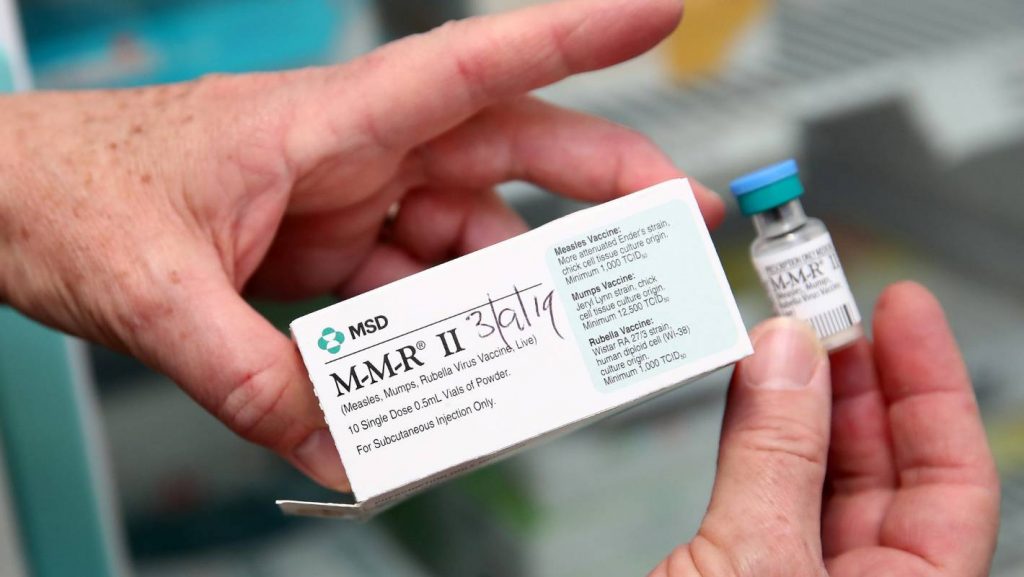 MSD
M-M-R® II 3/9/19
(Measles, Mumps, Rubella Virus Vaccine, Live)
10 Single Dose 0.5mL Vials of Powder.
For Subcutaneous Injection Only.
Measles Vaccine:
More attenuated Ender's strain,
chick cell tissue culture origin.
Minimum 1,000 TCID₅₀
Mumps Vaccine:
Jeryl Lynn strain, chick
cell tissue culture origin.
Minimum 12,500 TCID₅₀
Rubella Vaccine:
Wistar RA 27/3 strain,
human diploid cell (Wi-38)
culture origin.
Minimum 1,000 TCID₅₀
M-M-R® II
Measles, Mumps,
Rubella Virus Vaccine